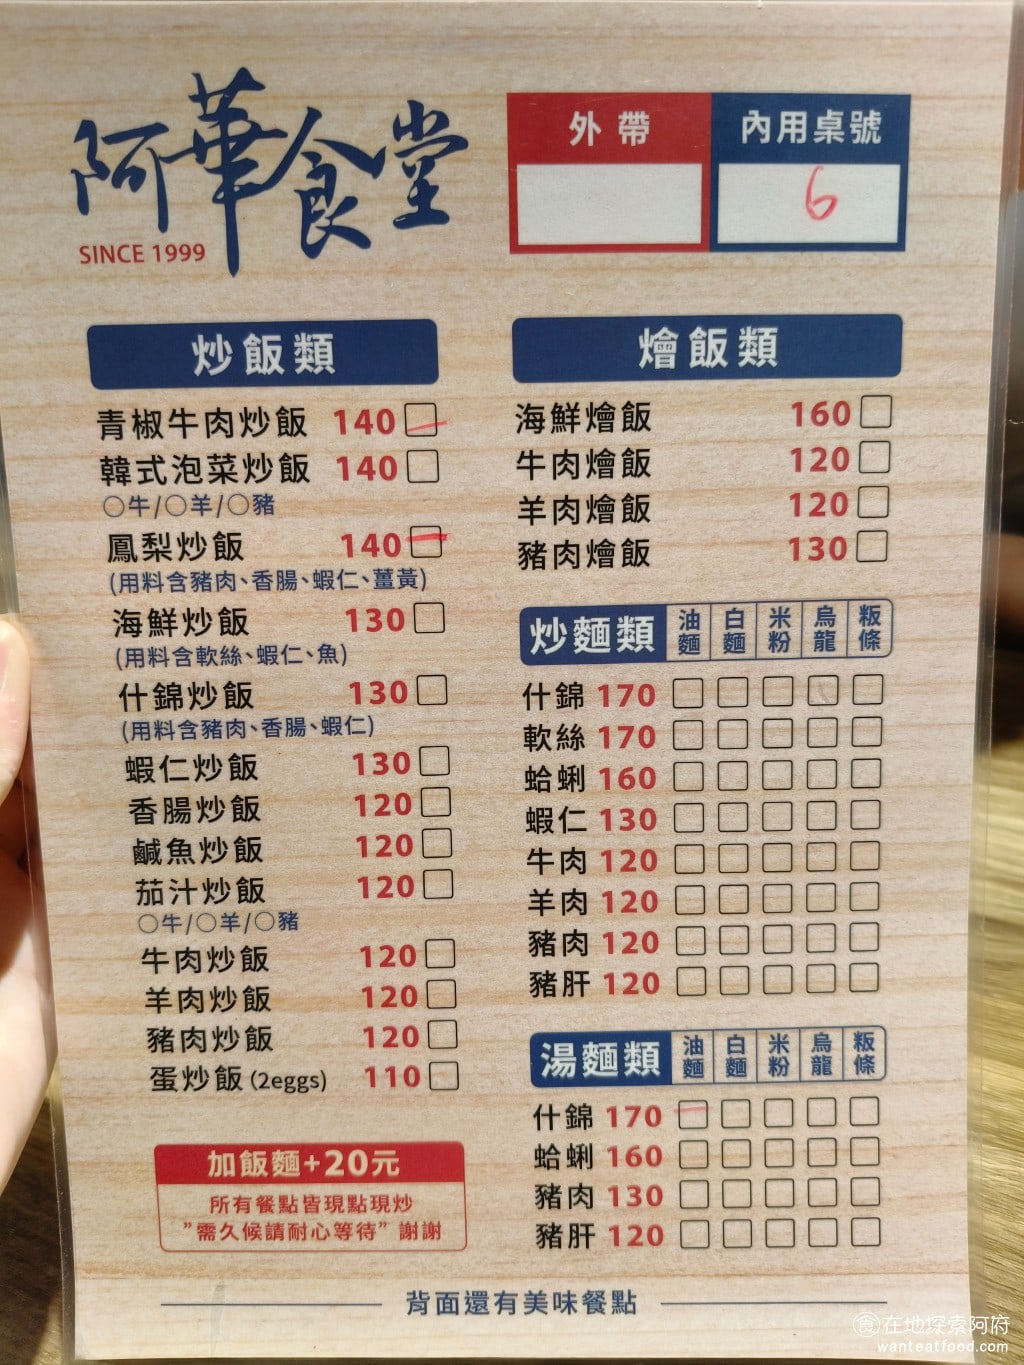 阿華食堂
SINCE 1999
外帶
內用桌號
6
炒飯類
青椒牛肉炒飯 140
韓式泡菜炒飯 140
○牛/○羊/○豬
鳳梨炒飯 140
(用料含豬肉、香腸、蝦仁、薑黃)
海鮮炒飯 130
(用料含軟絲、蝦仁、魚)
什錦炒飯 130
(用料含豬肉、香腸、蝦仁)
蝦仁炒飯 130
香腸炒飯 120
鹹魚炒飯 120
茄汁炒飯 120
○牛/○羊/○豬
牛肉炒飯 120
羊肉炒飯 120
豬肉炒飯 120
蛋炒飯 (2eggs) 110
加飯麵+20元
所有餐點皆現點現炒
"需久候請耐心等待" 謝謝
燴飯類
海鮮燴飯 160
牛肉燴飯 120
羊肉燴飯 120
豬肉燴飯 130
炒麵類 油麵 白麵 米粉 烏龍 粄條
什錦 170
軟絲 170
蛤蜊 160
蝦仁 130
牛肉 120
羊肉 120
豬肉 120
豬肝 120
湯麵類 油麵 白麵 米粉 烏龍 粄條
什錦 170
蛤蜊 160
豬肉 130
豬肝 120
背面還有美味餐點
食在地探索阿府
wanteatfood.com